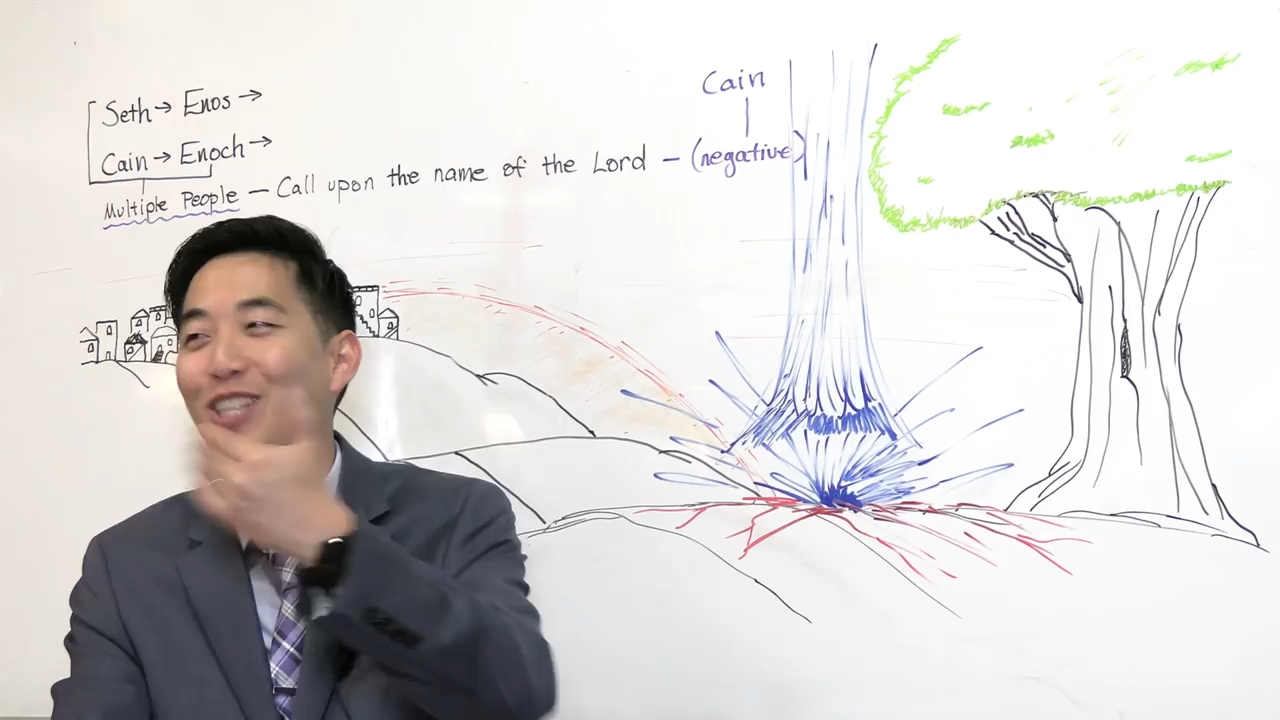 Seth → Enos →
Cain → Enoch →
Multiple People — Call upon the name of the Lord — (negative)
Cain